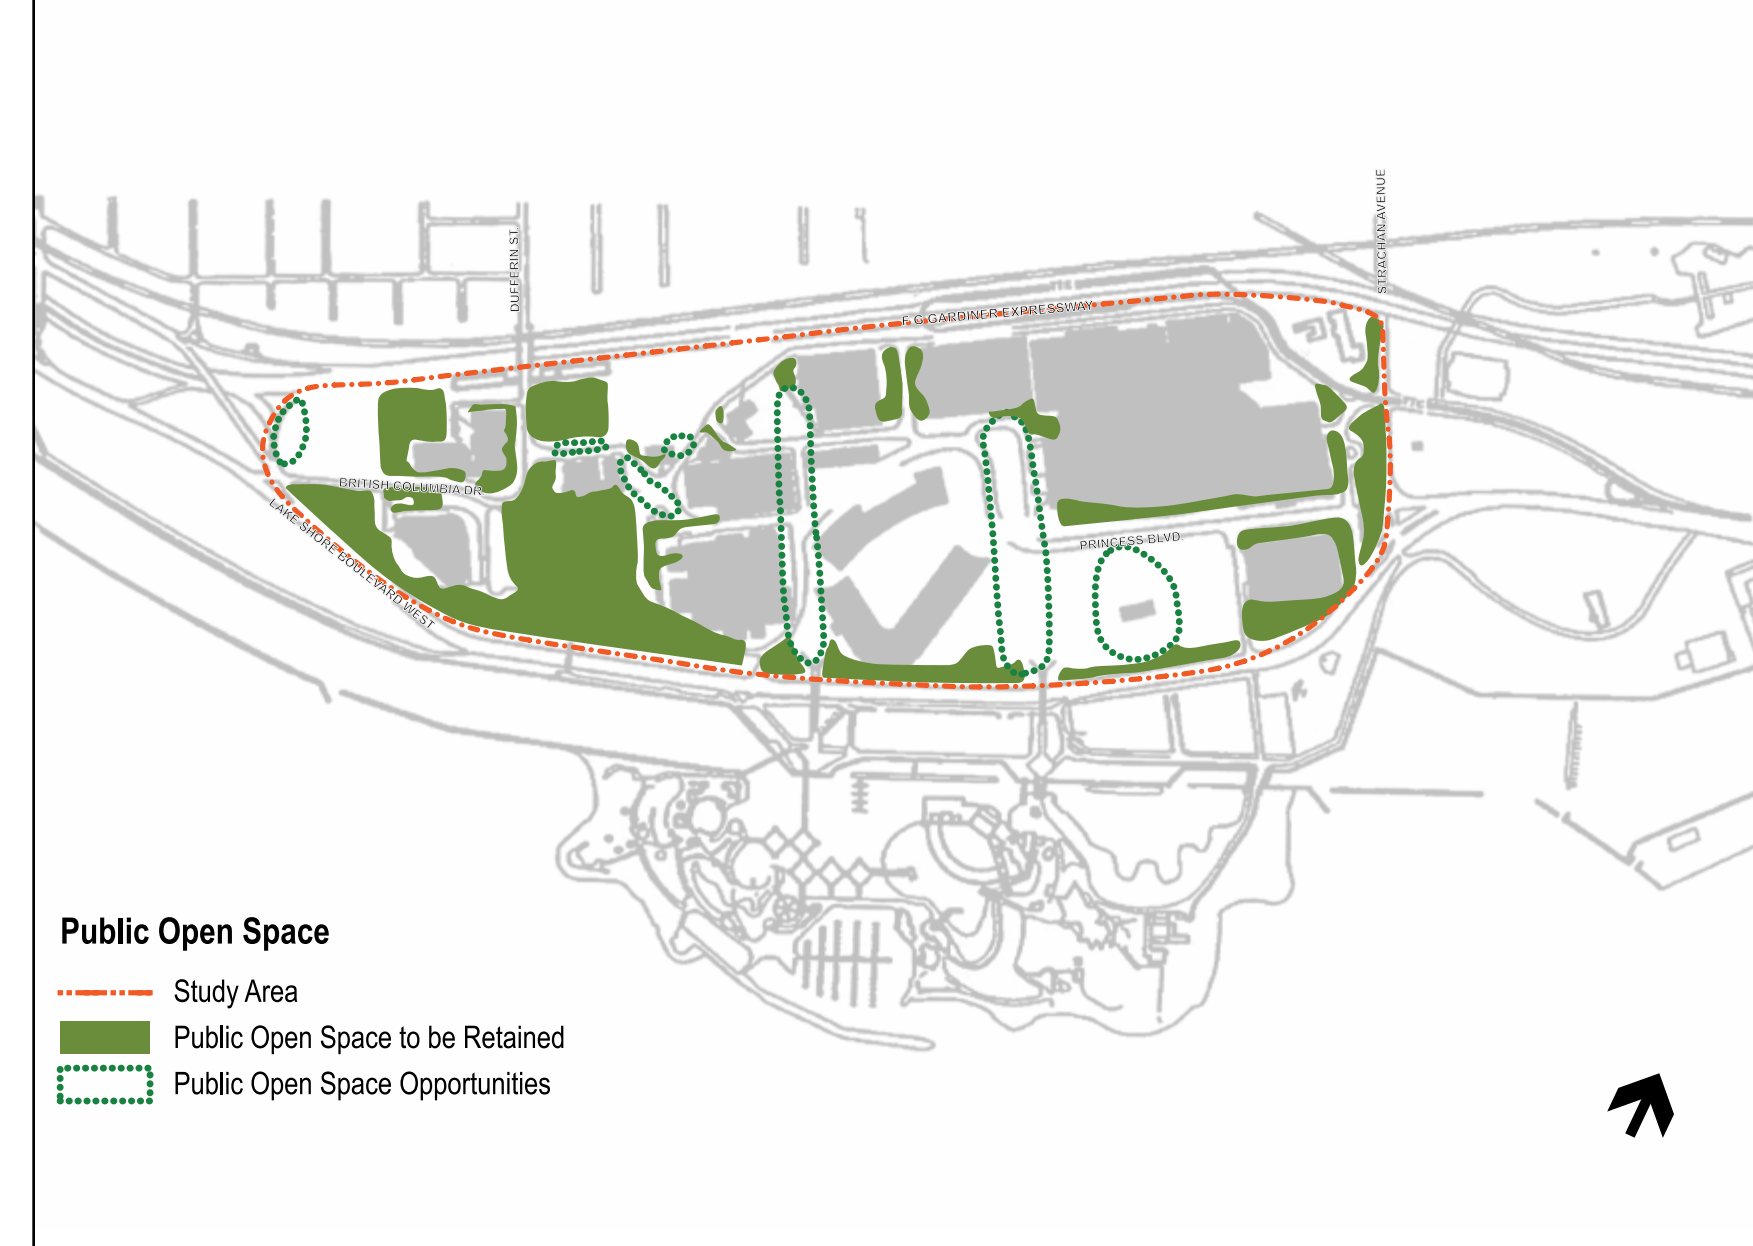 STRACHAN AVENUE
DUFFERIN ST.
F G GARDINER EXPRESSWAY
BRITISH COLUMBIA DR.
LAKE SHORE BOULEVARD WEST
PRINCESS BLVD.
Public Open Space
Study Area
Public Open Space to be Retained
Public Open Space Opportunities